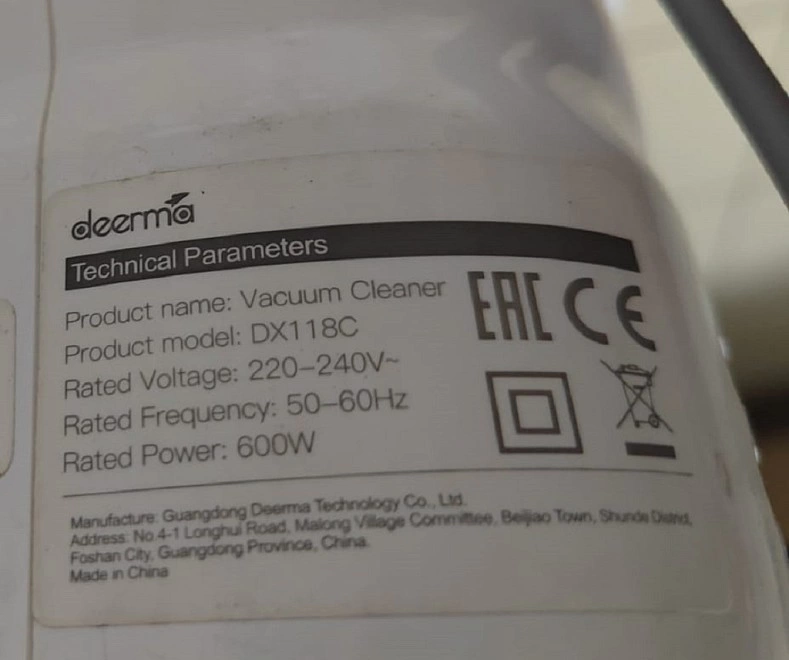 deerma
Technical Parameters
Product name: Vacuum Cleaner
Product model: DX118C
Rated Voltage: 220–240V~
Rated Frequency: 50–60Hz
Rated Power: 600W
EAC CE
Manufacture: Guangdong Deerma Technology Co., Ltd.
Address: No.4-1 Longhui Road, Malong Village Committee, Beijiao Town, Shunde District,
Foshan City, Guangdong Province, China.
Made in China